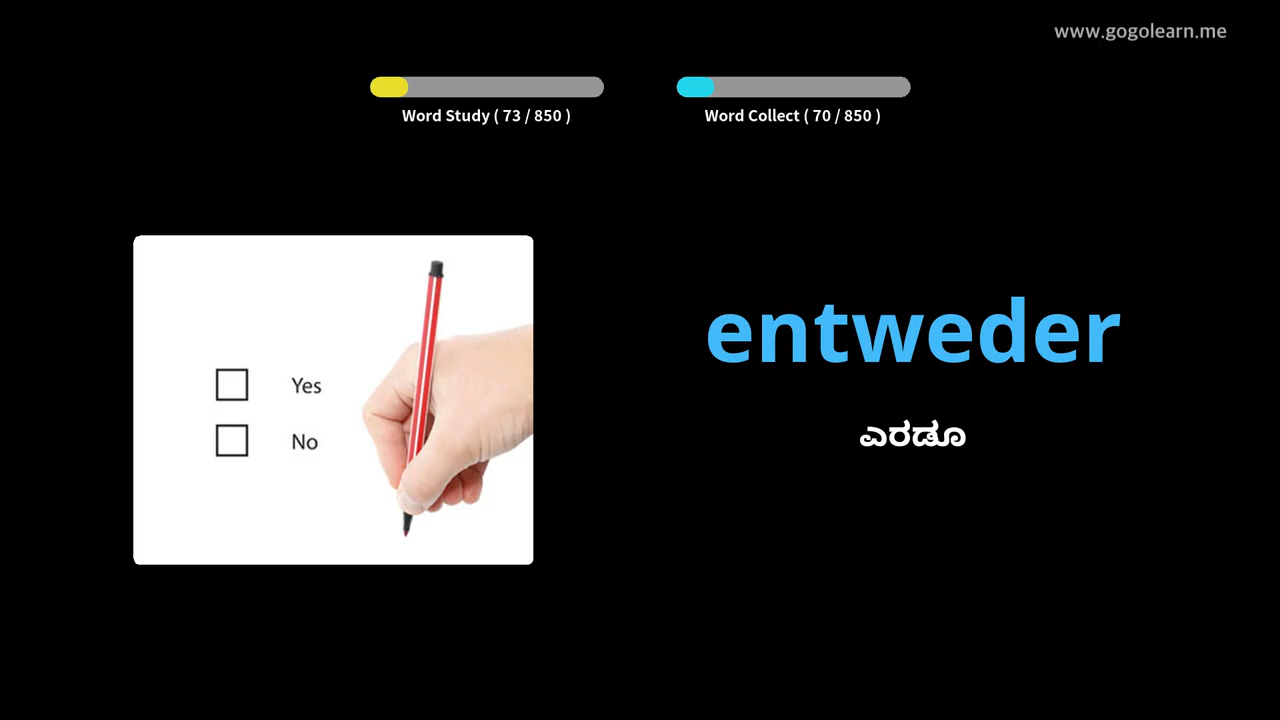 www.gogolearn.me
Word Study ( 73 / 850 )
Word Collect ( 70 / 850 )
Yes
No
entweder
ಎರಡೂ